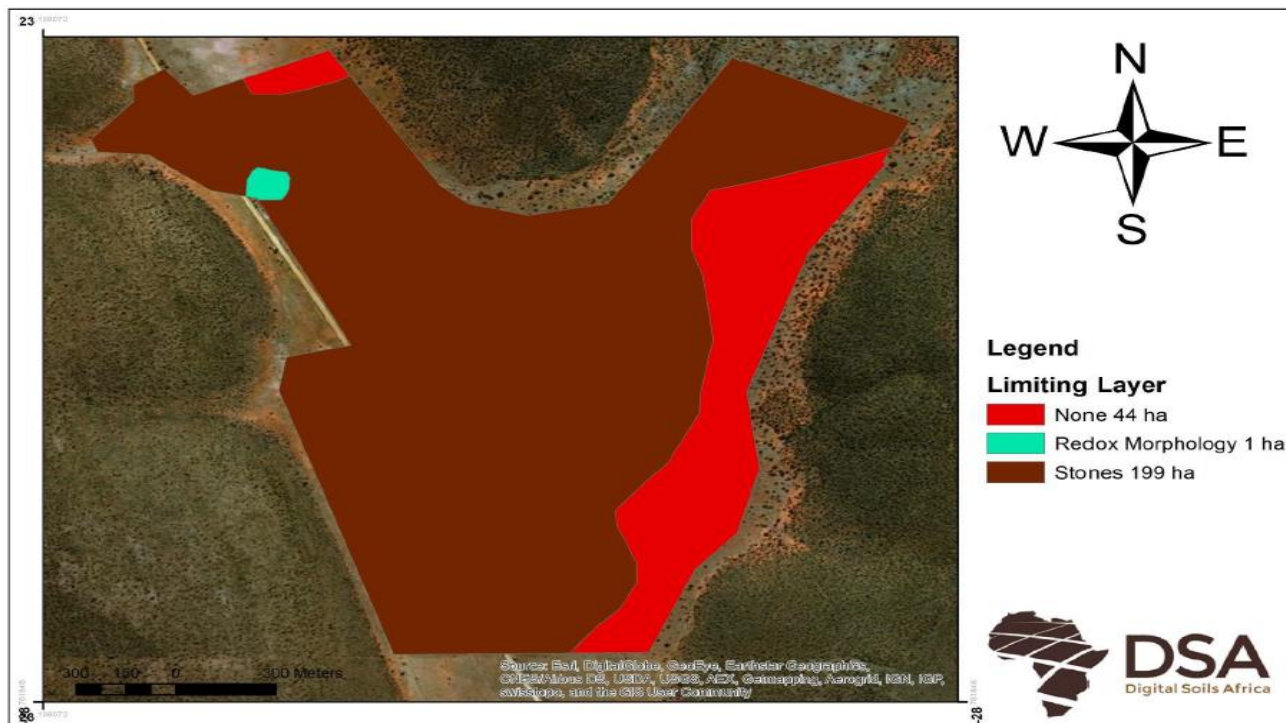 23
N
W E
S
Legend
Limiting Layer
None 44 ha
Redox Morphology 1 ha
Stones 199 ha
300 150 0 300 Meters
Source: Esri, DigitalGlobe, GeoEye, Earthstar Geographics,
CNES/Airbus DS, USDA, USGS, AEX, Getmapping, Aerogrid, IGN, IGP,
swisstopo, and the GIS User Community
DSA
Digital Soils Africa
-28